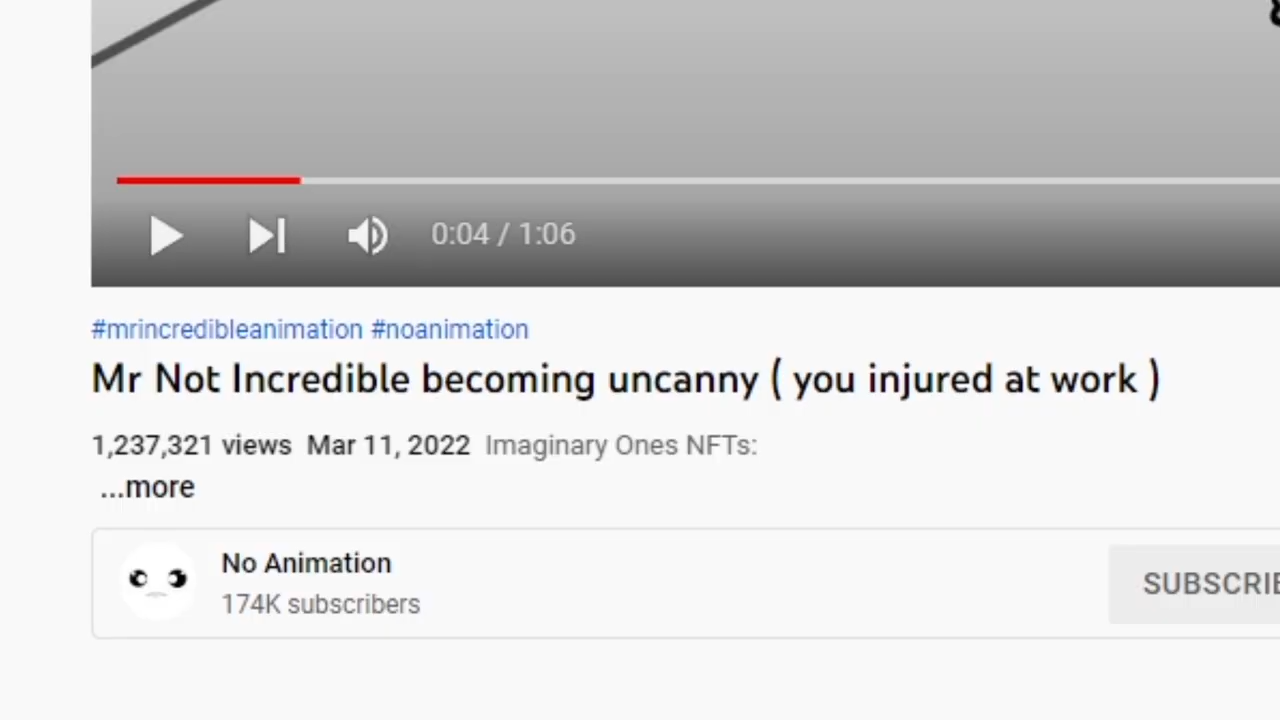 0:04 / 1:06
#mrincredibleanimation #noanimation
Mr Not Incredible becoming uncanny ( you injured at work )
1,237,321 views Mar 11, 2022 Imaginary Ones NFTs:
...more
No Animation
174K subscribers
SUBSCRIB